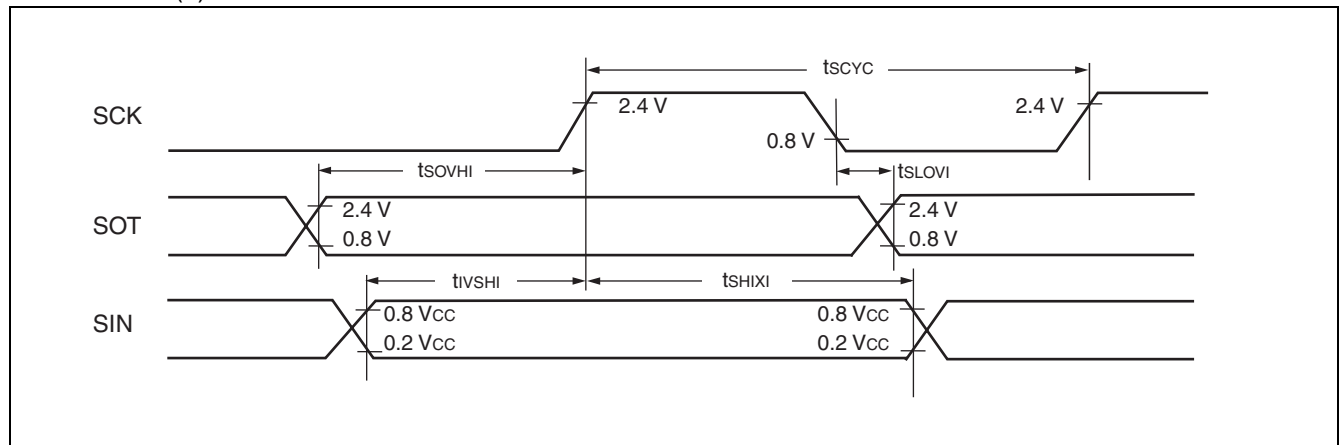 (2)
tSCYC
SCK
2.4 V
2.4 V
0.8 V
tSOVHI
tSLOVI
SOT
2.4 V
2.4 V
0.8 V
0.8 V
tIVSHI
tSHIXI
SIN
0.8 VCC
0.8 VCC
0.2 VCC
0.2 VCC